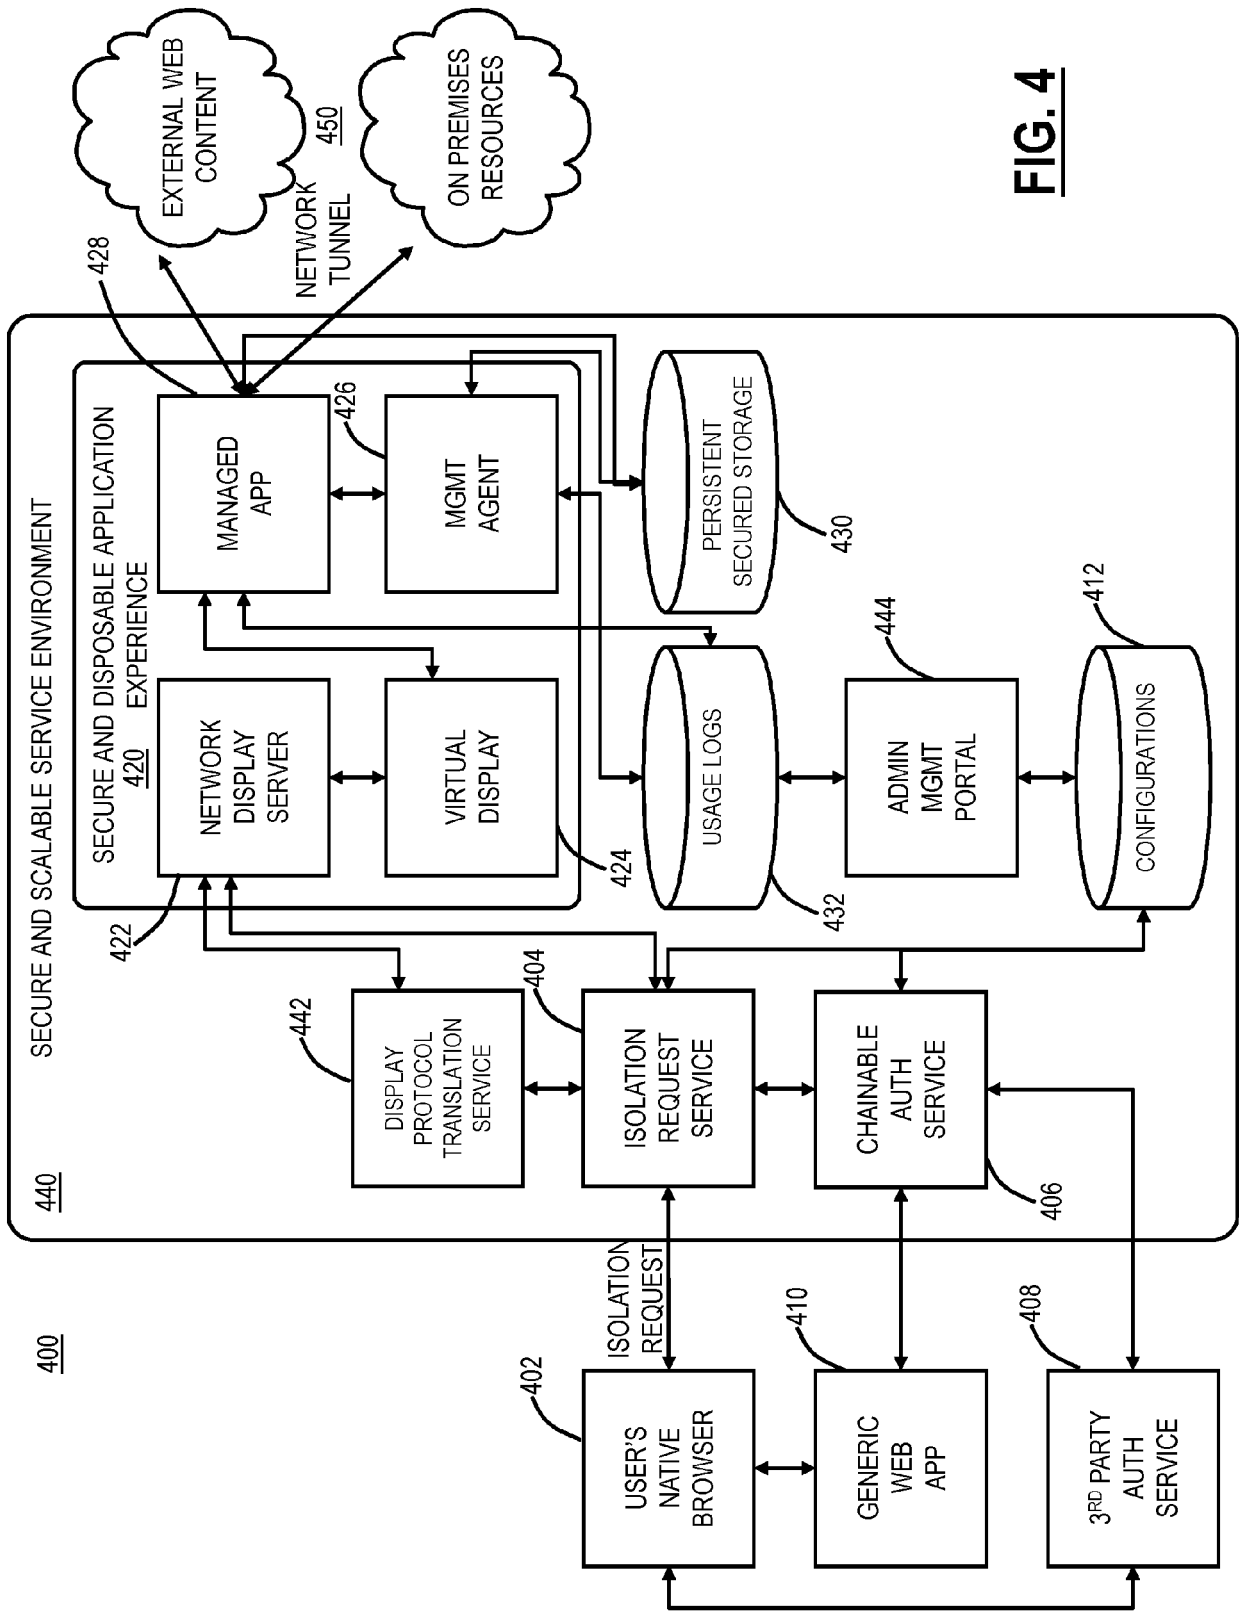 400
440
SECURE AND SCALABLE SERVICE ENVIRONMENT
SECURE AND DISPOSABLE APPLICATION
EXPERIENCE
420
422
NETWORK
DISPLAY
SERVER
428
MANAGED
APP
EXTERNAL WEB
CONTENT
450
NETWORK
TUNNEL
ON PREMISES
RESOURCES
442
DISPLAY
PROTOCOL
TRANSLATION
SERVICE
424
VIRTUAL
DISPLAY
426
MGMT
AGENT
402
USER'S
NATIVE
BROWSER
ISOLATION
REQUEST
404
ISOLATION
REQUEST
SERVICE
432
USAGE LOGS
PERSISTENT
SECURED STORAGE
430
410
GENERIC
WEB
APP
406
CHAINABLE
AUTH
SERVICE
444
ADMIN
MGMT
PORTAL
408
3RD PARTY
AUTH
SERVICE
412
CONFIGURATIONS
FIG. 4